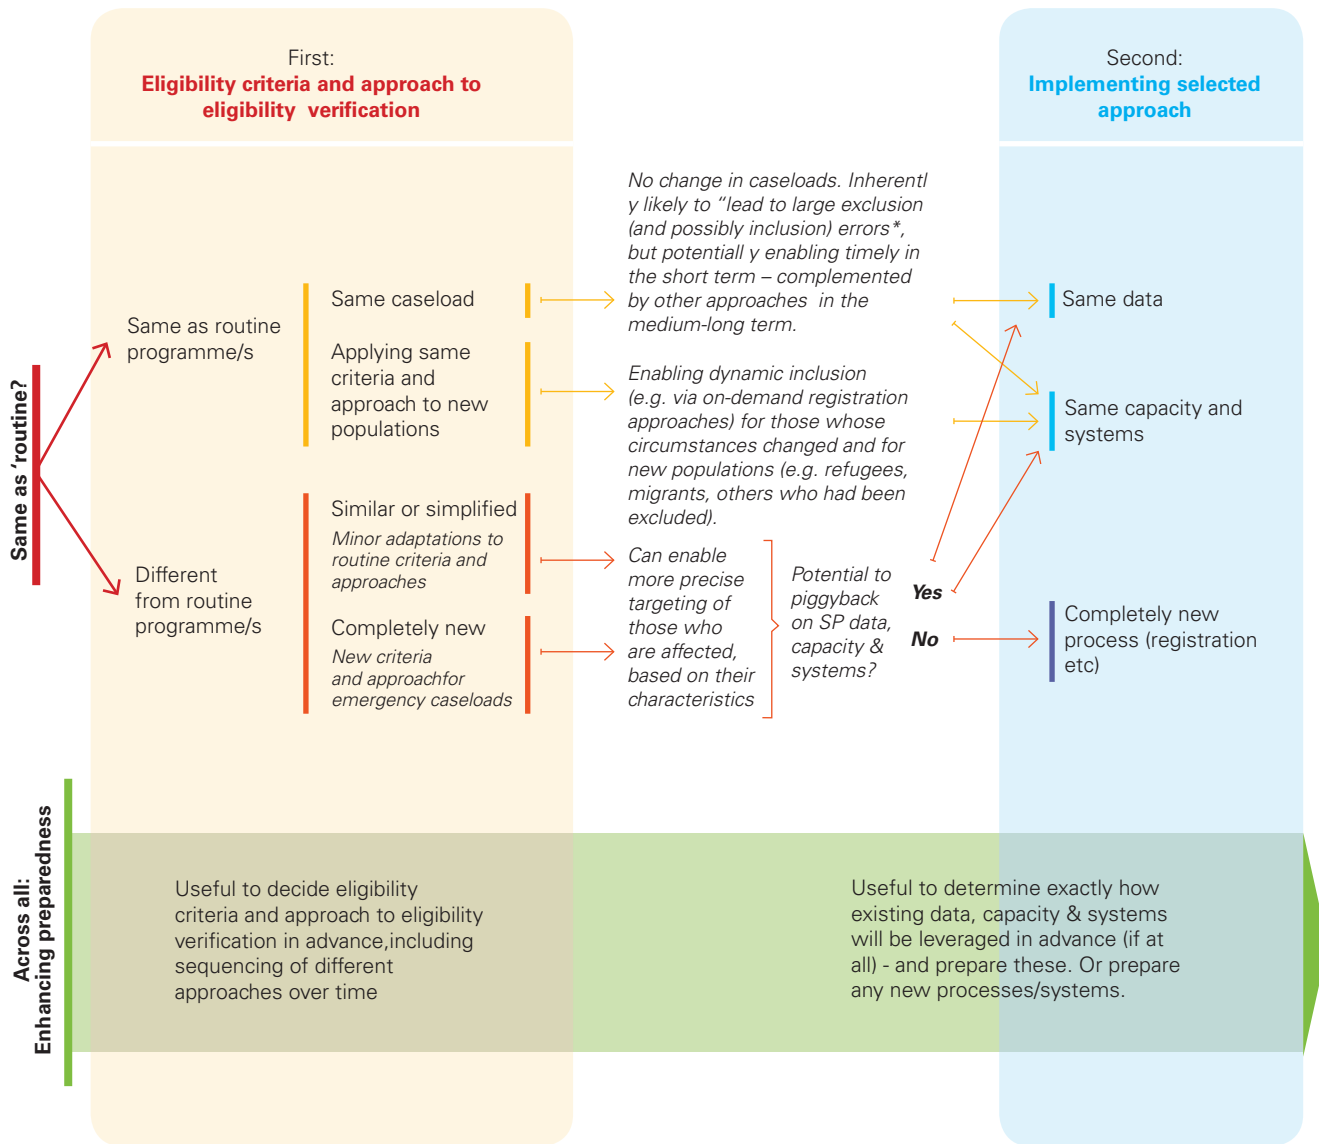 First:
Eligibility criteria and approach to
eligibility verification
Second:
Implementing selected
approach
Same as ‘routine?
Same as routine
programme/s
Different
from routine
programme/s
Same caseload
Applying same
criteria and
approach to new
populations
Similar or simplified
Minor adaptations to
routine criteria and
approaches
Completely new
New criteria
and approachfor
emergency caseloads
No change in caseloads. Inherentl
y likely to “lead to large exclusion
(and possibly inclusion) errors*,
but potentiall y enabling timely in
the short term – complemented
by other approaches in the
medium-long term.
Enabling dynamic inclusion
(e.g. via on-demand registration
approaches) for those whose
circumstances changed and for
new populations (e.g. refugees,
migrants, others who had been
excluded).
Can enable
more precise
targeting of
those who
are affected,
based on their
characteristics
Potential to
piggyback
on SP data,
capacity &
systems?
Yes
No
Same data
Same capacity and
systems
Completely new
process (registration
etc)
Across all:
Enhancing preparedness
Useful to decide eligibility
criteria and approach to eligibility
verification in advance,including
sequencing of different
approaches over time
Useful to determine exactly how
existing data, capacity & systems
will be leveraged in advance (if at
all) - and prepare these. Or prepare
any new processes/systems.